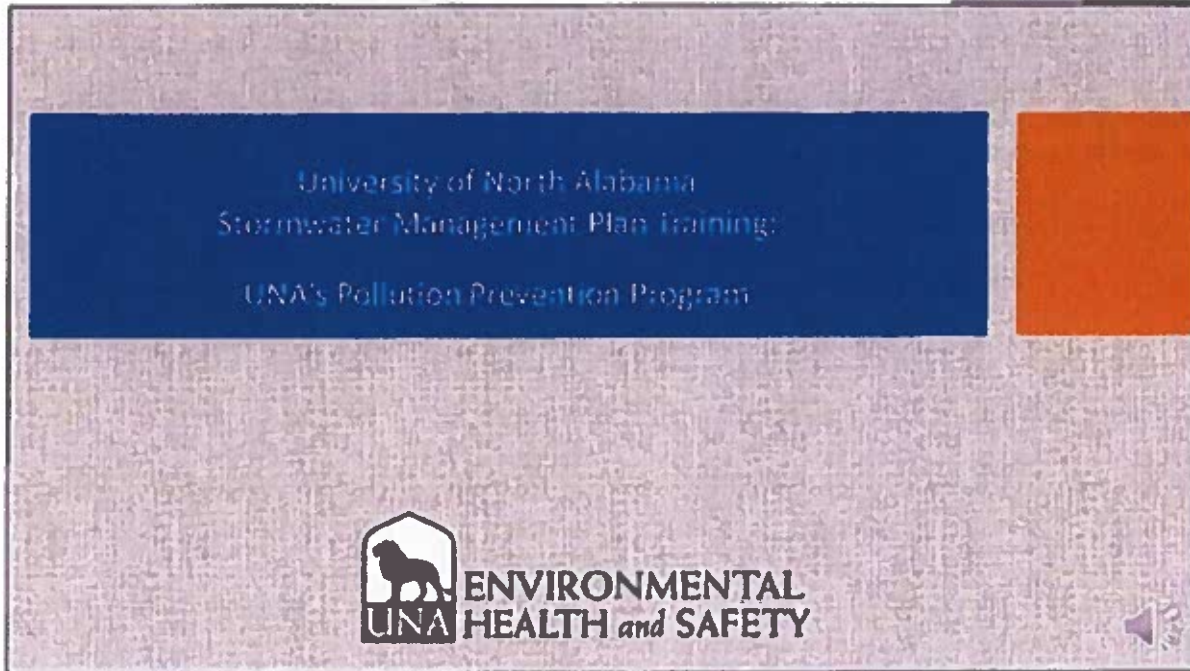 University of North Alabama
Stormwater Management Plan Training:
UNA's Pollution Prevention Program
UNA
ENVIRONMENTAL
HEALTH and SAFETY